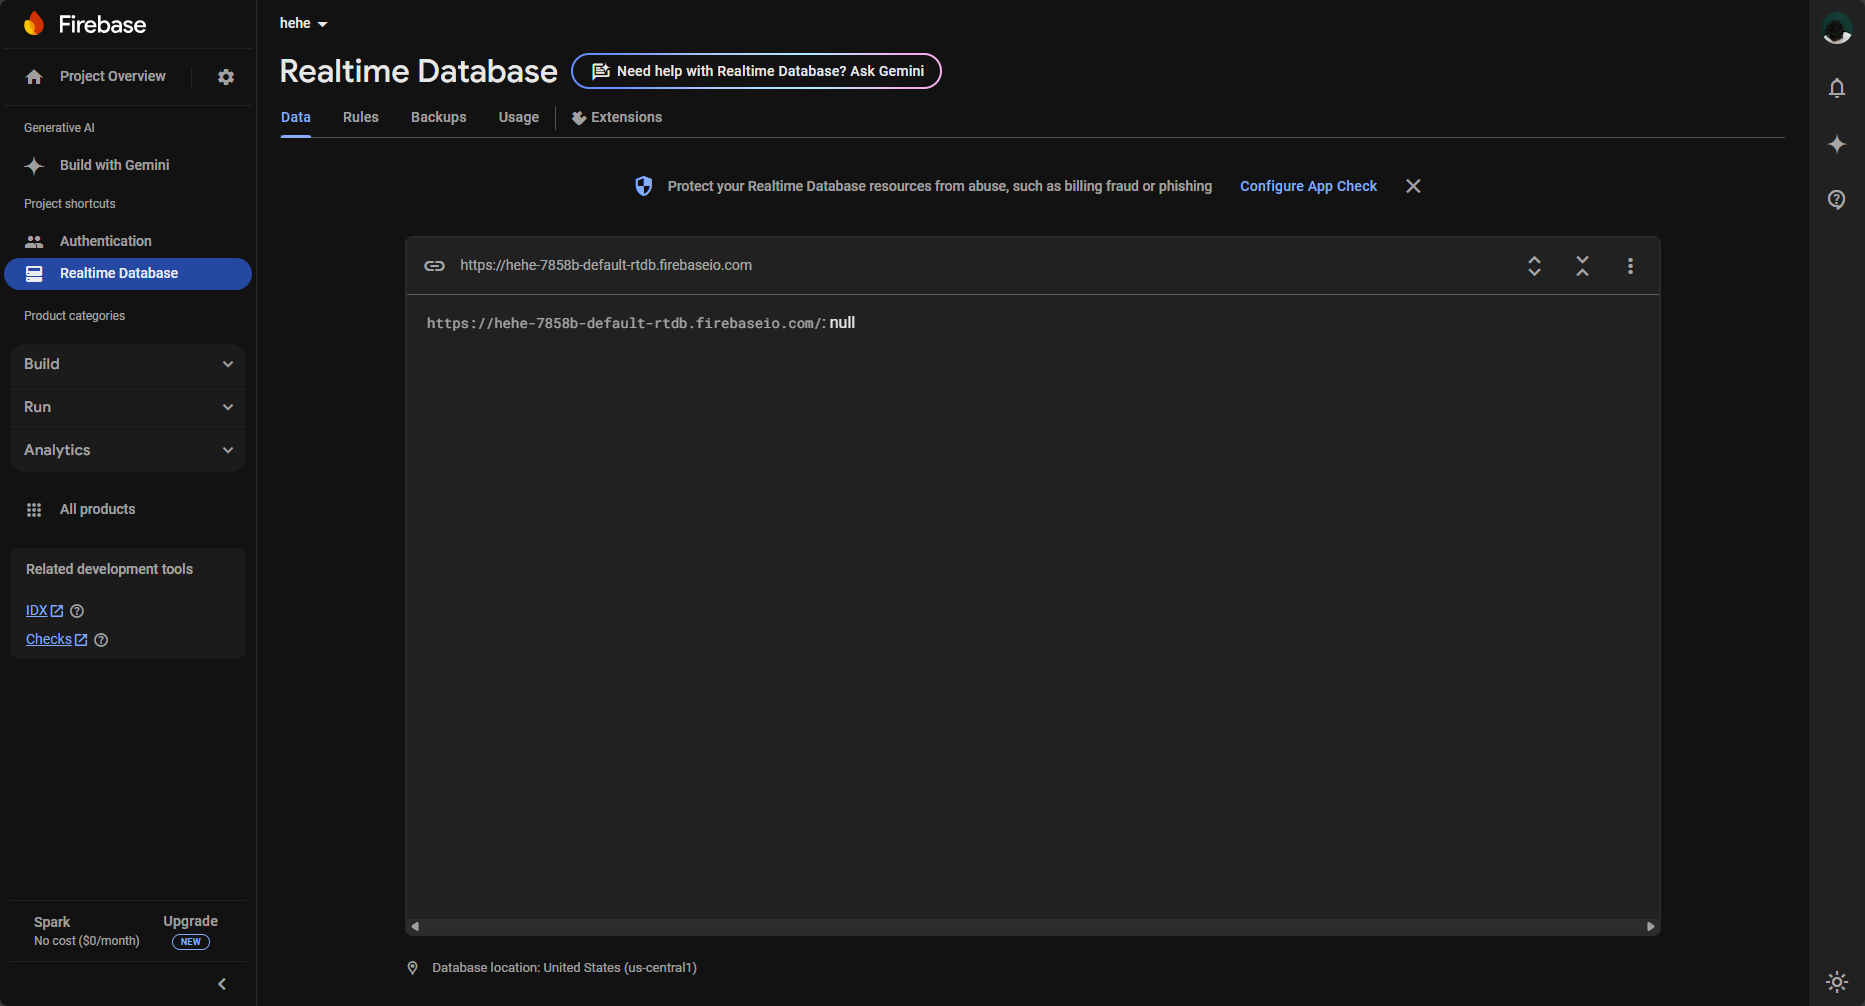 Firebase
Project Overview
Generative AI
Build with Gemini
Project shortcuts
Authentication
Realtime Database
Product categories
Build
Run
Analytics
All products
Related development tools
IDX
Checks
Spark
No cost ($0/month)
Upgrade
NEW
hehe
Realtime Database
Need help with Realtime Database? Ask Gemini
Data Rules Backups Usage Extensions
Protect your Realtime Database resources from abuse, such as billing fraud or phishing Configure App Check
https://hehe-7858b-default-rtdb.firebaseio.com
https://hehe-7858b-default-rtdb.firebaseio.com/: null
Database location: United States (us-central1)